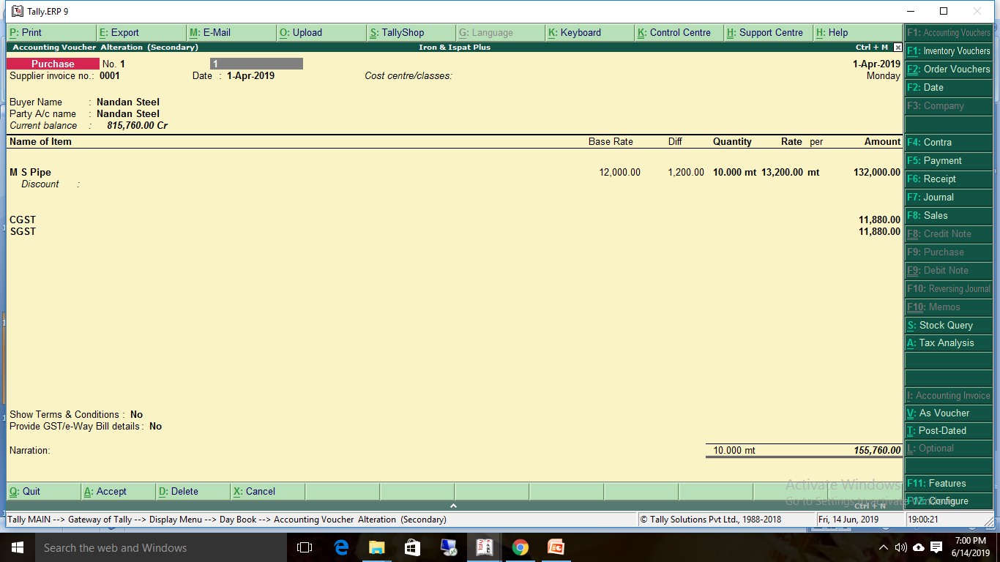 Tally.ERP 9
P: Print E: Export M: E-Mail O: Upload S: TallyShop G: Language K: Keyboard K: Control Centre H: Support Centre H: Help
Accounting Voucher Alteration (Secondary) Iron & Ispat Plus Ctrl + M
Purchase No. 1 1 1-Apr-2019
Supplier invoice no.: 0001 Date : 1-Apr-2019 Cost centre/classes: Monday
Buyer Name : Nandan Steel
Party A/c name : Nandan Steel
Current balance : 815,760.00 Cr
Name of Item Base Rate Diff Quantity Rate per Amount
M S Pipe 12,000.00 1,200.00 10.000 mt 13,200.00 mt 132,000.00
Discount :
CGST 11,880.00
SGST 11,880.00
Show Terms & Conditions : No
Provide GST/e-Way Bill details : No
Narration: 10.000 mt 155,760.00
Q: Quit A: Accept D: Delete X: Cancel
F1: Accounting Vouchers
F1: Inventory Vouchers
F2: Order Vouchers
F2: Date
F3: Company
F4: Contra
F5: Payment
F6: Receipt
F7: Journal
F8: Sales
F8: Credit Note
F9: Purchase
F9: Debit Note
F10: Reversing Journal
F10: Memos
S: Stock Query
A: Tax Analysis
I: Accounting Invoice
V: As Voucher
T: Post-Dated
L: Optional
F11: Features
F12: Configure
Activate Windows
Go to Settings to activate Windows.
Ctrl + N
Tally MAIN --> Gateway of Tally --> Display Menu --> Day Book --> Accounting Voucher Alteration (Secondary) © Tally Solutions Pvt Ltd., 1988-2018 Fri, 14 Jun, 2019 19:00:21
Search the web and Windows
7:00 PM
6/14/2019